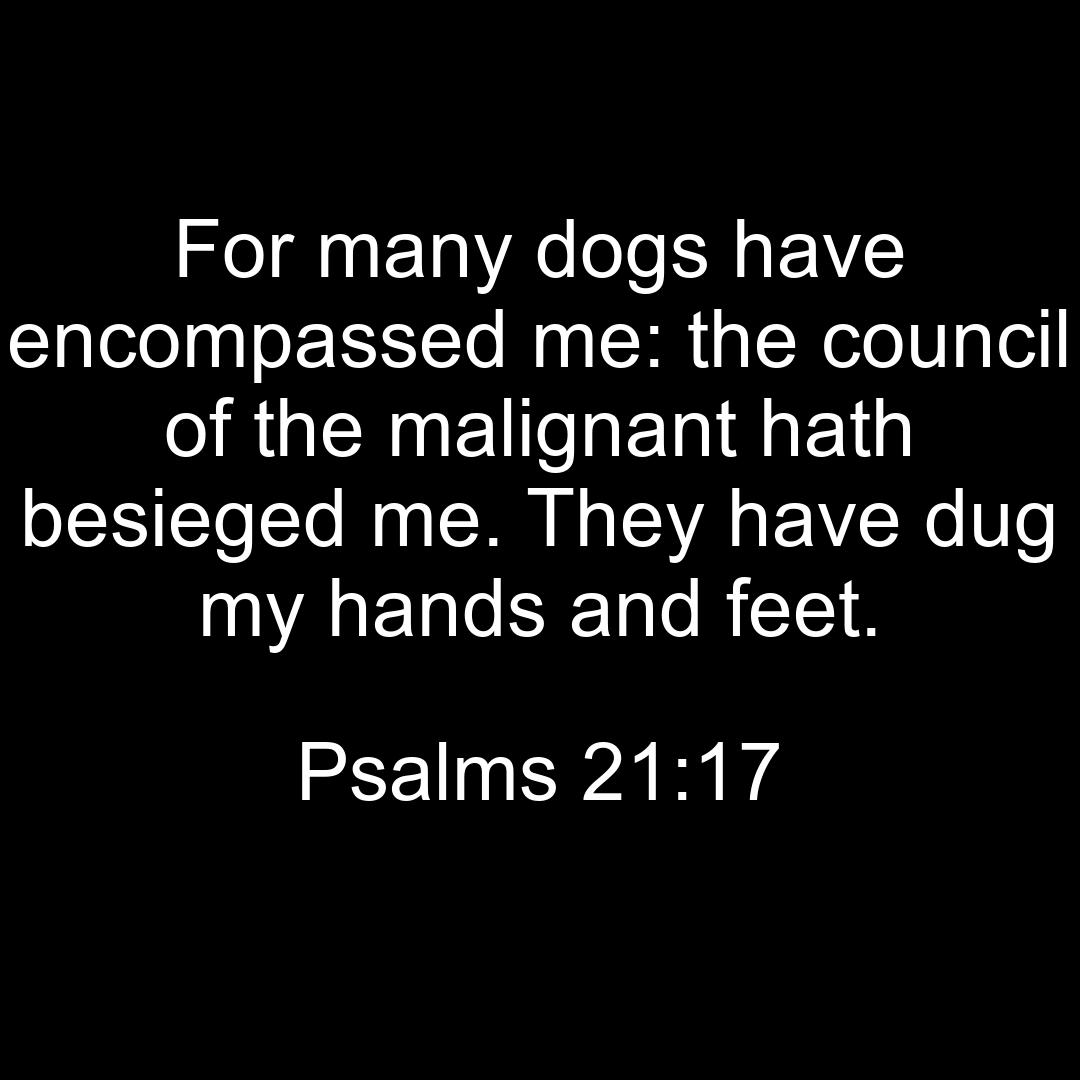 For many dogs have
encompassed me: the council
of the malignant hath
besieged me. They have dug
my hands and feet.
Psalms 21:17